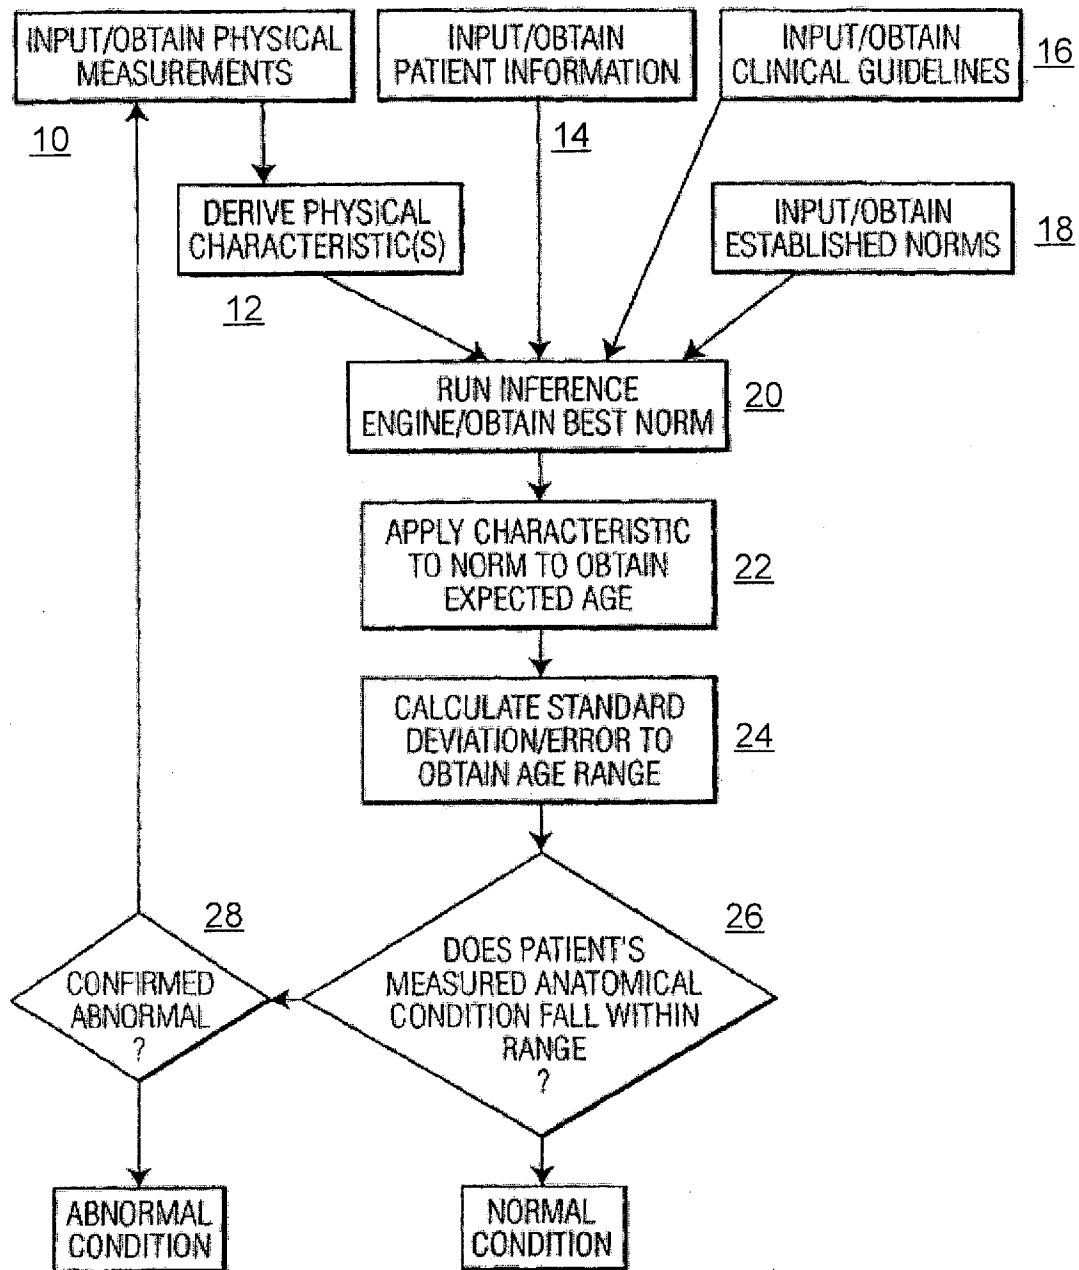 INPUT/OBTAIN PHYSICAL
MEASUREMENTS
10
INPUT/OBTAIN
PATIENT INFORMATION
14
INPUT/OBTAIN
CLINICAL GUIDELINES
16
DERIVE PHYSICAL
CHARACTERISTIC(S)
12
INPUT/OBTAIN
ESTABLISHED NORMS
18
RUN INFERENCE
ENGINE/OBTAIN BEST NORM
20
APPLY CHARACTERISTIC
TO NORM TO OBTAIN
EXPECTED AGE
22
CALCULATE STANDARD
DEVIATION/ERROR TO
OBTAIN AGE RANGE
24
DOES PATIENT'S
MEASURED ANATOMICAL
CONDITION FALL WITHIN
RANGE
?
26
CONFIRMED
ABNORMAL
?
28
ABNORMAL
CONDITION
NORMAL
CONDITION